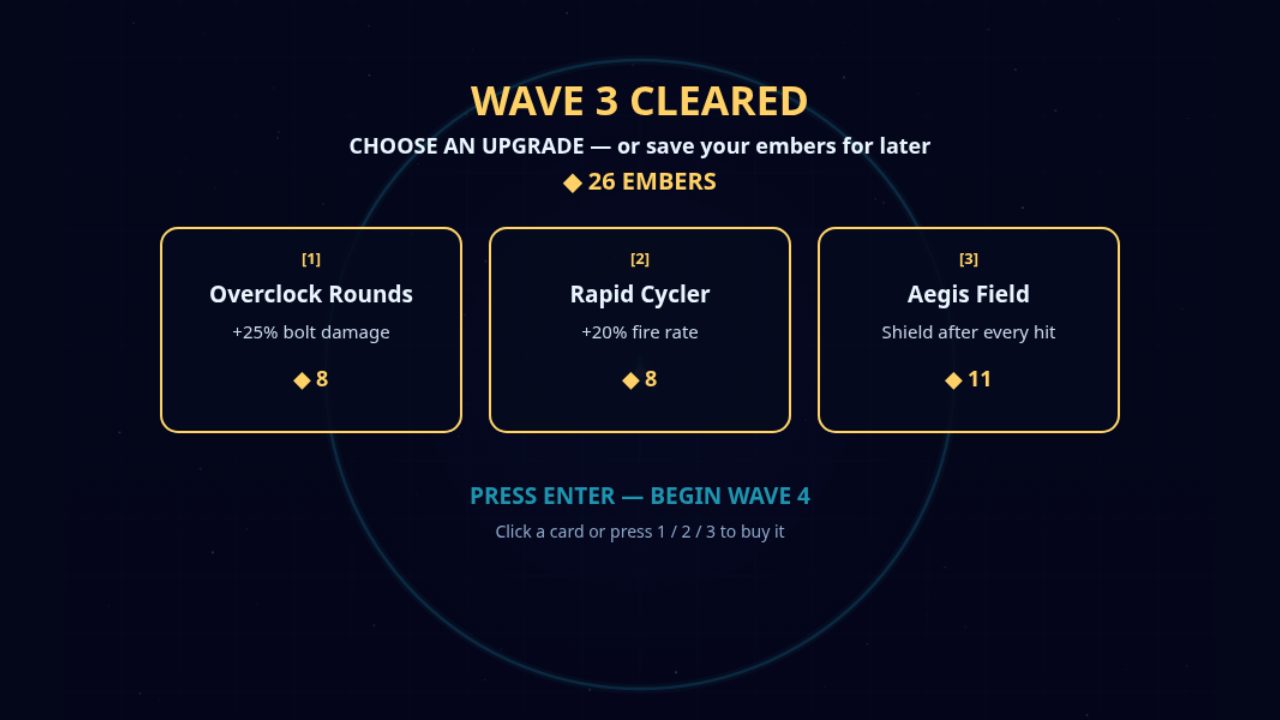 WAVE 3 CLEARED
CHOOSE AN UPGRADE — or save your embers for later
◆ 26 EMBERS
[1]
Overclock Rounds
+25% bolt damage
◆ 8
[2]
Rapid Cycler
+20% fire rate
◆ 8
[3]
Aegis Field
Shield after every hit
◆ 11
PRESS ENTER — BEGIN WAVE 4
Click a card or press 1 / 2 / 3 to buy it